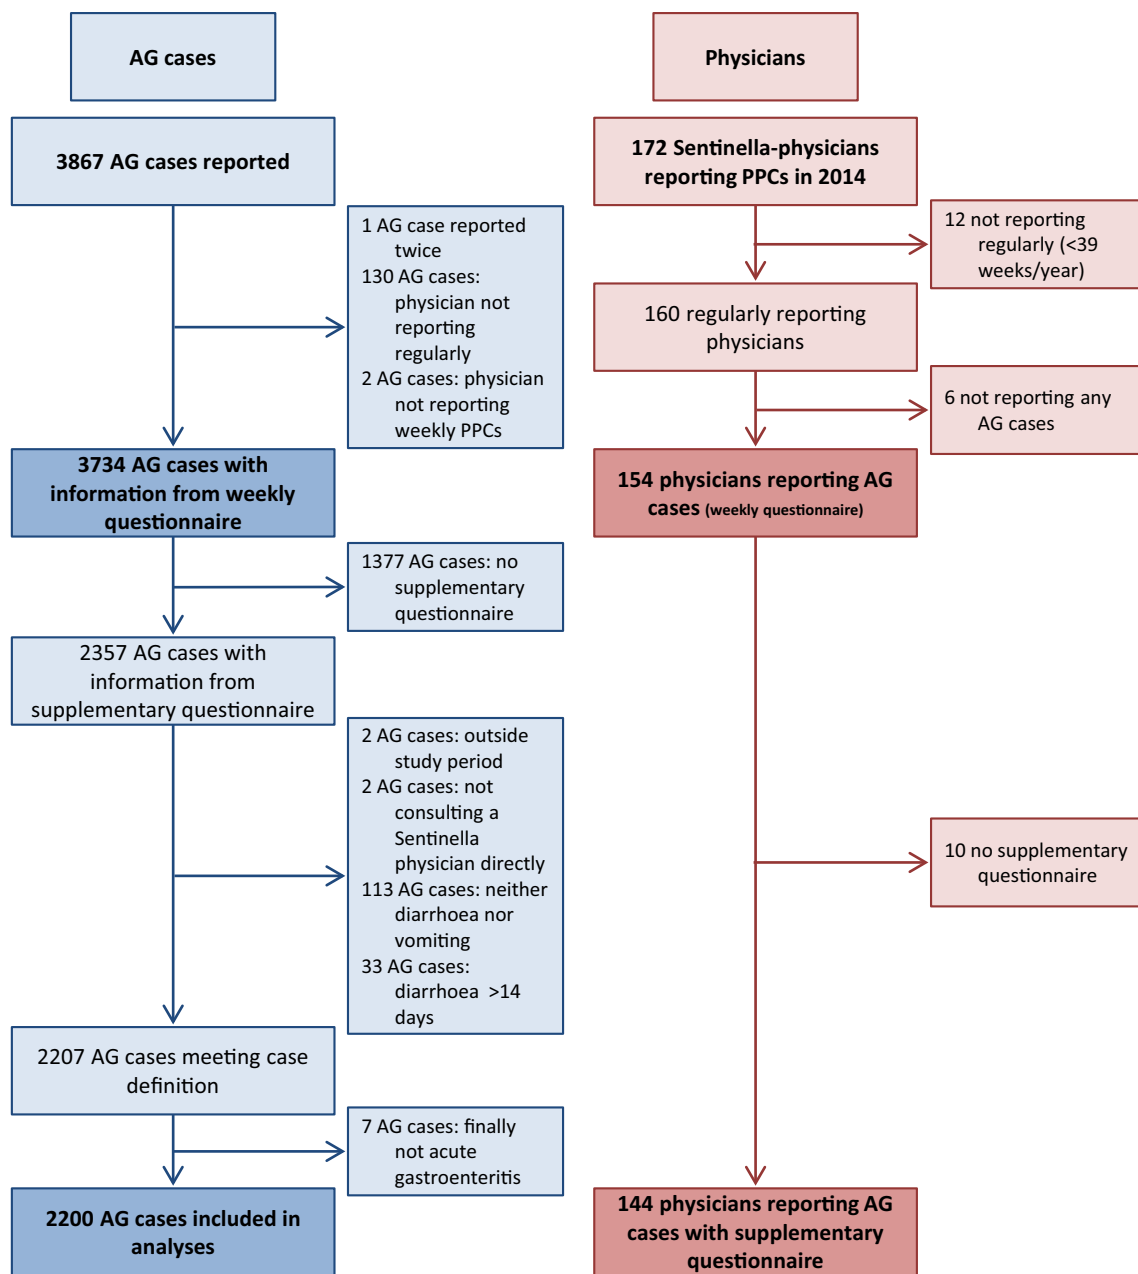 AG cases
3867 AG cases reported
1 AG case reported
twice
130 AG cases:
physician not
reporting
regularly
2 AG cases: physician
not reporting
weekly PPCs
3734 AG cases with
information from weekly
questionnaire
1377 AG cases: no
supplementary
questionnaire
2357 AG cases with
information from
supplementary questionnaire
2 AG cases: outside
study period
2 AG cases: not
consulting a
Sentinella
physician directly
113 AG cases: neither
diarrhoea nor
vomiting
33 AG cases:
diarrhoea >14
days
2207 AG cases meeting case
definition
7 AG cases: finally
not acute
gastroenteritis
2200 AG cases included in
analyses
Physicians
172 Sentinella-physicians
reporting PPCs in 2014
12 not reporting
regularly (<39
weeks/year)
160 regularly reporting
physicians
6 not reporting any
AG cases
154 physicians reporting AG
cases (weekly questionnaire)
10 no supplementary
questionnaire
144 physicians reporting AG
cases with supplementary
questionnaire